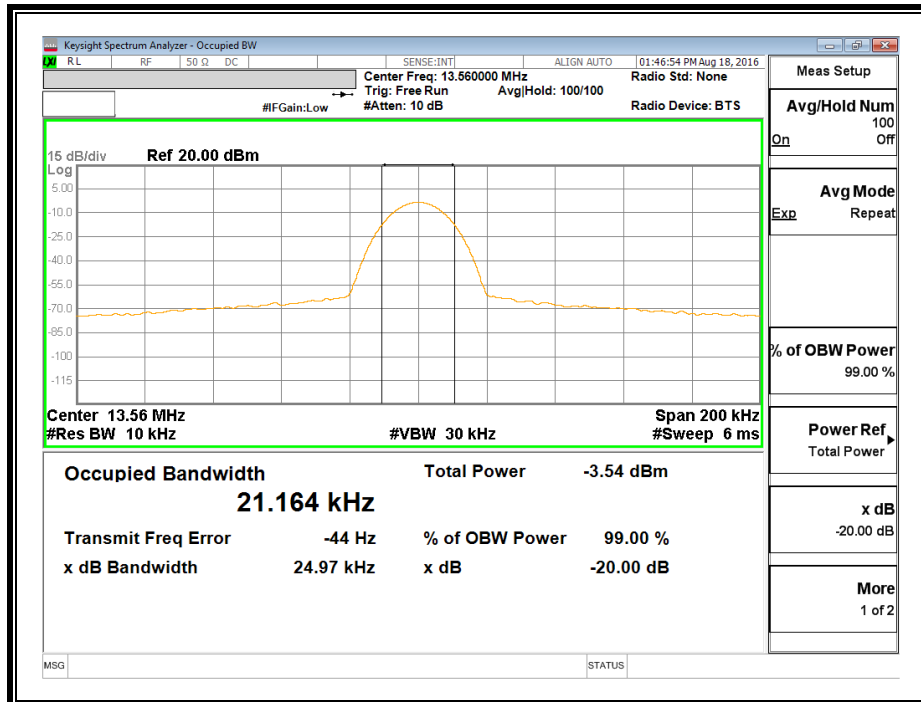 Keysight Spectrum Analyzer - Occupied BW
LXI RL RF 50 Ω DC SENSE:INT ALIGN AUTO 01:46:54 PM Aug 18, 2016
Center Freq: 13.560000 MHz Radio Std: None
Trig: Free Run Avg|Hold: 100/100
#IFGain:Low #Atten: 10 dB Radio Device: BTS
15 dB/div Ref 20.00 dBm
Log
5.00
-10.0
-25.0
-40.0
-55.0
-70.0
-85.0
-100
-115
Center 13.56 MHz Span 200 kHz
#Res BW 10 kHz #VBW 30 kHz #Sweep 6 ms
Occupied Bandwidth Total Power -3.54 dBm
21.164 kHz
Transmit Freq Error -44 Hz % of OBW Power 99.00 %
x dB Bandwidth 24.97 kHz x dB -20.00 dB
MSG STATUS
Meas Setup
Avg/Hold Num
100
On Off
Avg Mode
Exp Repeat
% of OBW Power
99.00 %
Power Ref
Total Power
x dB
-20.00 dB
More
1 of 2